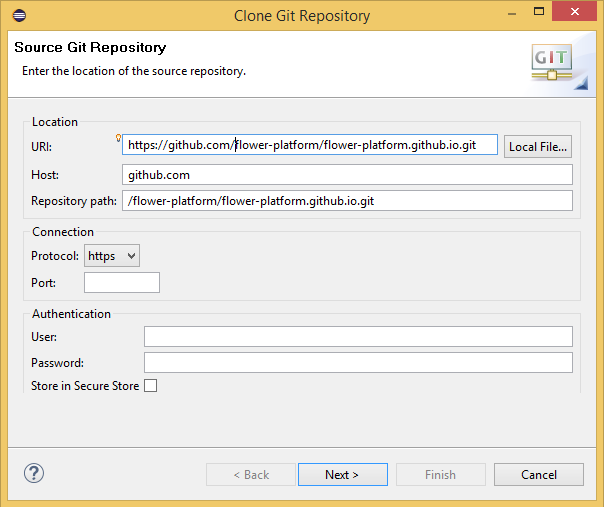 Clone Git Repository
Source Git Repository
Enter the location of the source repository.
GIT
Location
URI: https://github.com/flower-platform/flower-platform.github.io.git Local File...
Host: github.com
Repository path: /flower-platform/flower-platform.github.io.git
Connection
Protocol: https
Port:
Authentication
User:
Password:
Store in Secure Store
? < Back Next > Finish Cancel